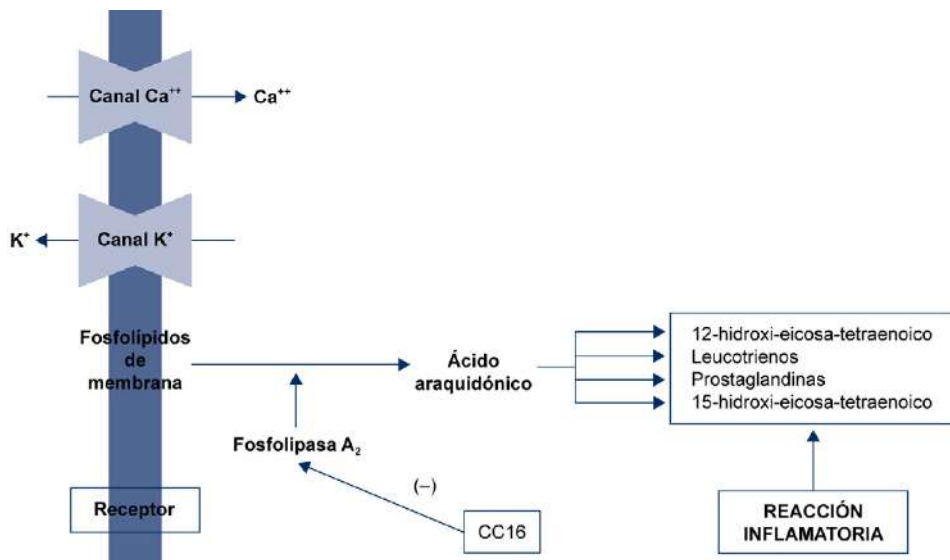 Canal Ca⁺⁺
Ca⁺⁺
K⁺
Canal K⁺
Fosfolípidos
de
membrana
Ácido
araquidónico
12-hidroxi-eicosa-tetraenoico
Leucotrienos
Prostaglandinas
15-hidroxi-eicosa-tetraenoico
Fosfolipasa A₂
(–)
Receptor
CC16
REACCIÓN
INFLAMATORIA